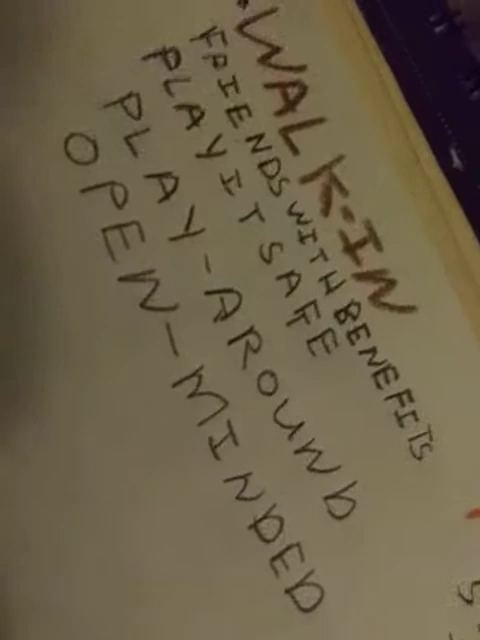 WALK-IN
FRIENDS WITH BENEFITS
PLAY IT SAFE
PLAY-AROUND
OPEN-MINDED